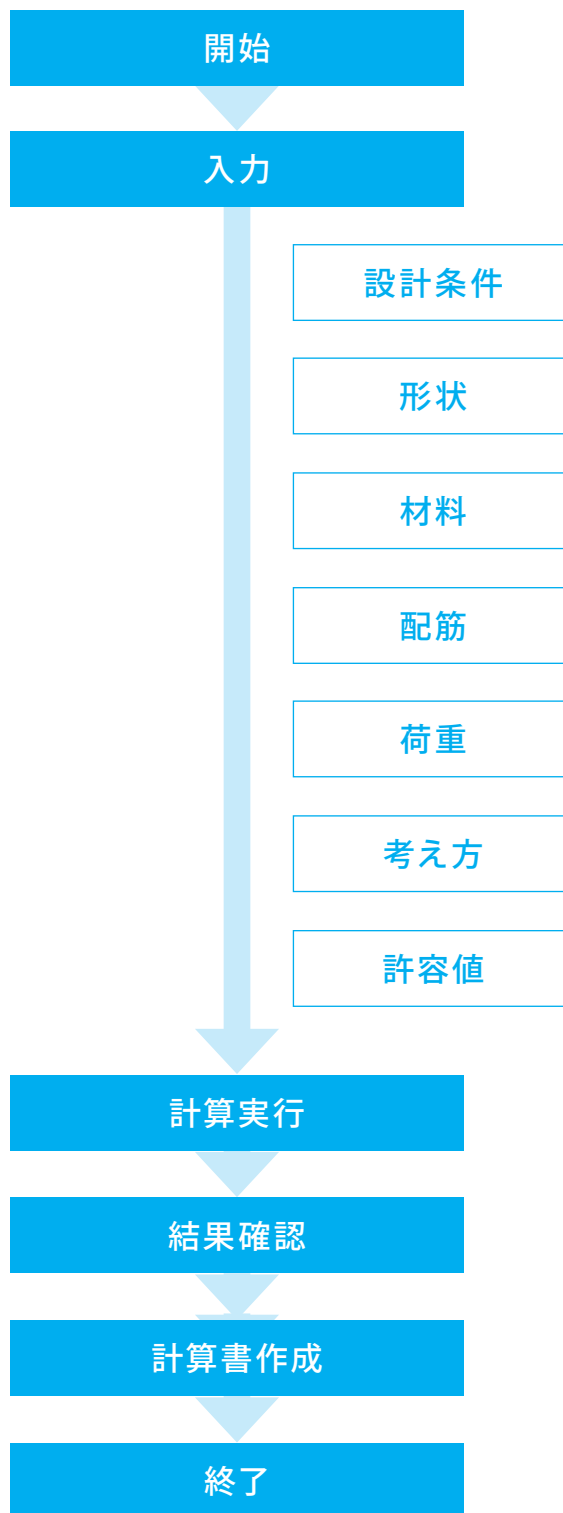 開始
入力
設計条件
形状
材料
配筋
荷重
考え方
許容値
計算実行
結果確認
計算書作成
終了